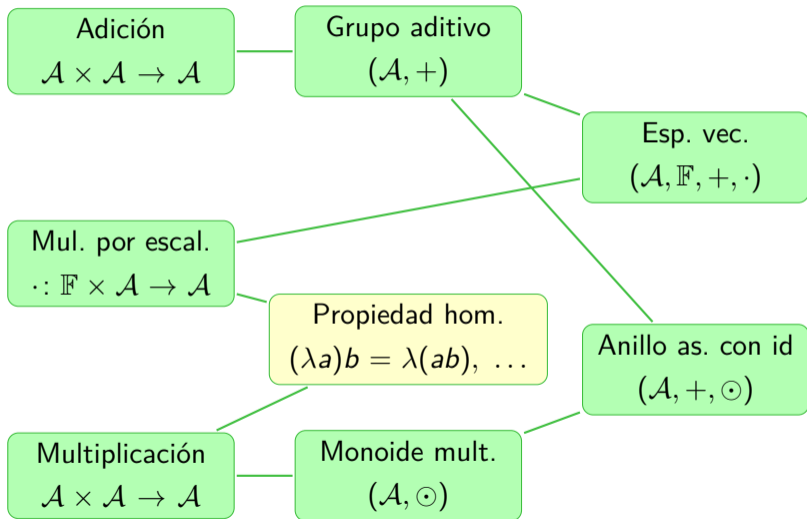 Adición
𝒜 × 𝒜 → 𝒜
Grupo aditivo
(𝒜, +)
Esp. vec.
(𝒜, 𝔽, +, ·)
Mul. por escal.
·: 𝔽 × 𝒜 → 𝒜
Propiedad hom.
(λa)b = λ(ab), …
Anillo as. con id
(𝒜, +, ⊙)
Multiplicación
𝒜 × 𝒜 → 𝒜
Monoide mult.
(𝒜, ⊙)